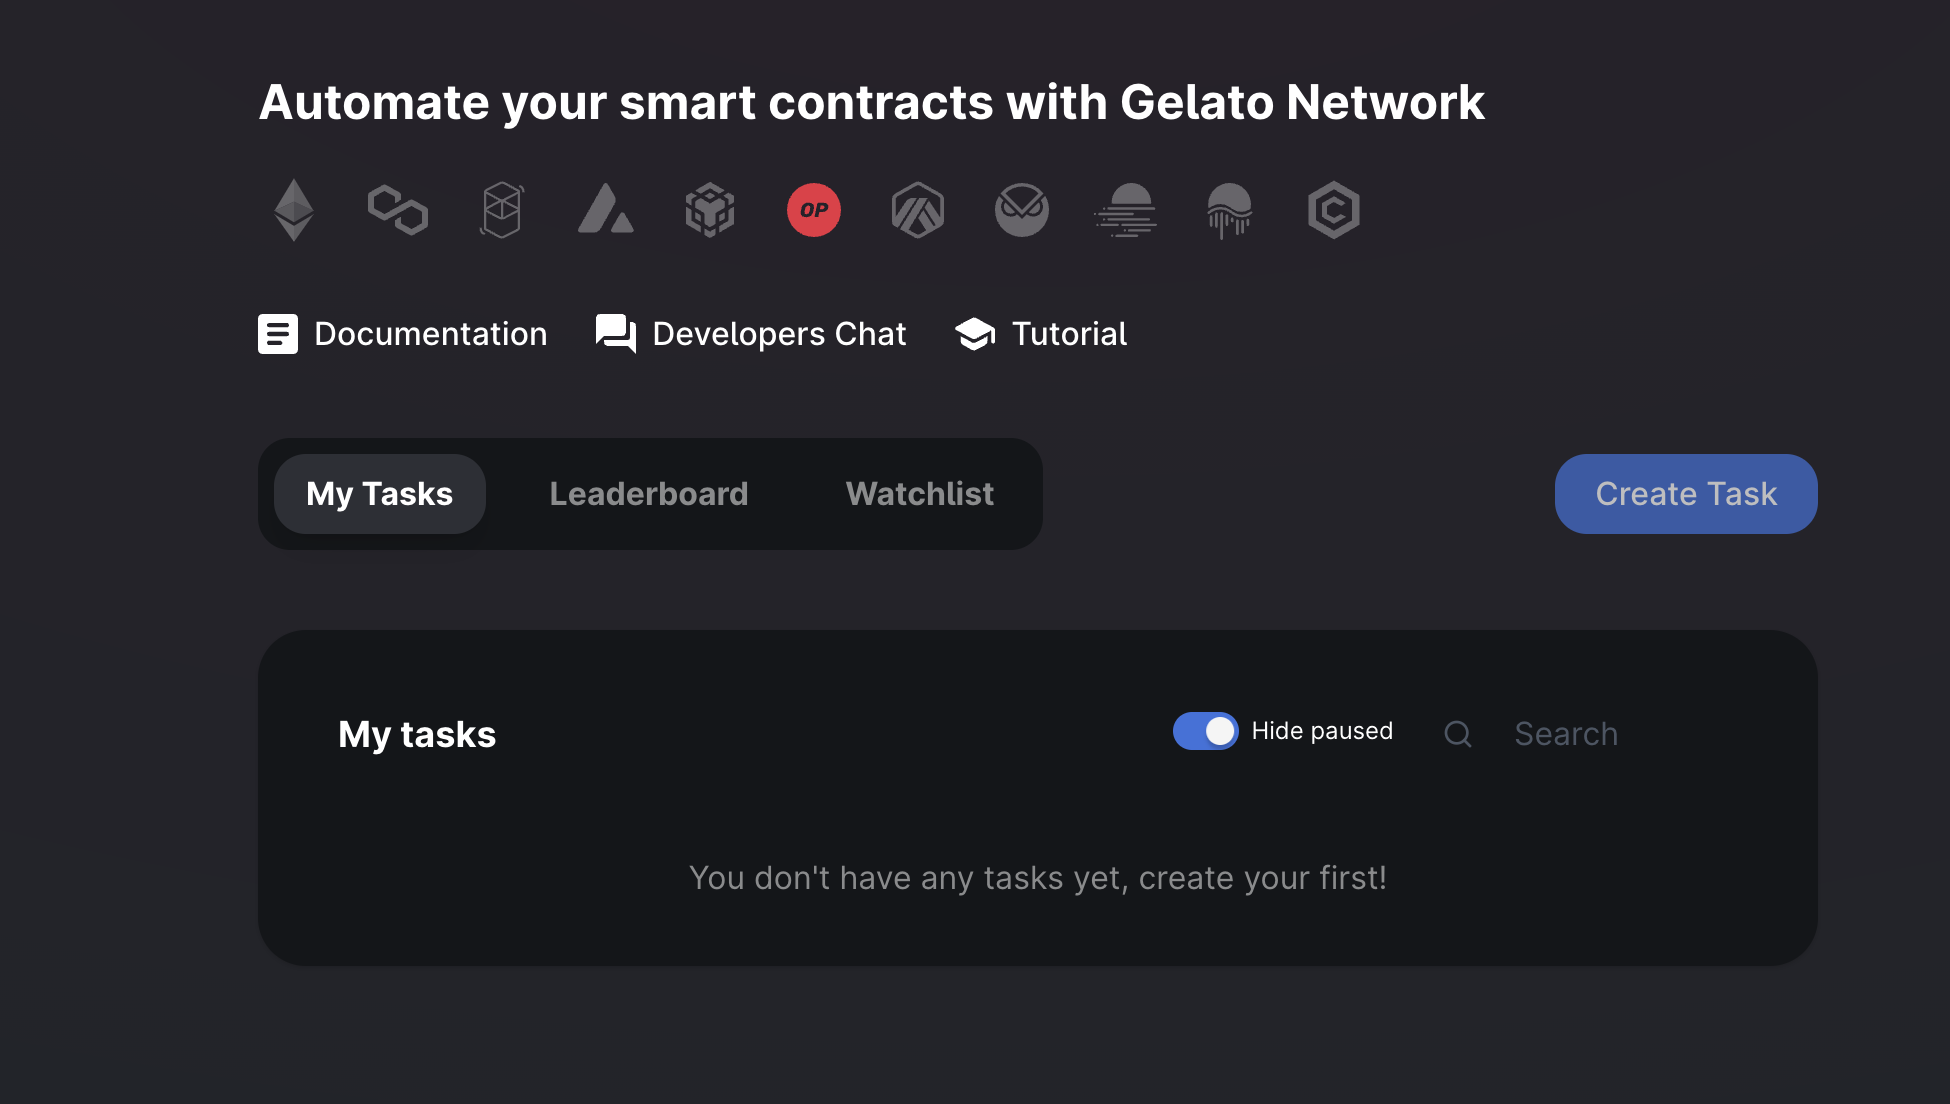 Automate your smart contracts with Gelato Network
OP
Documentation Developers Chat Tutorial
My Tasks Leaderboard Watchlist Create Task
My tasks Hide paused Search
You don't have any tasks yet, create your first!